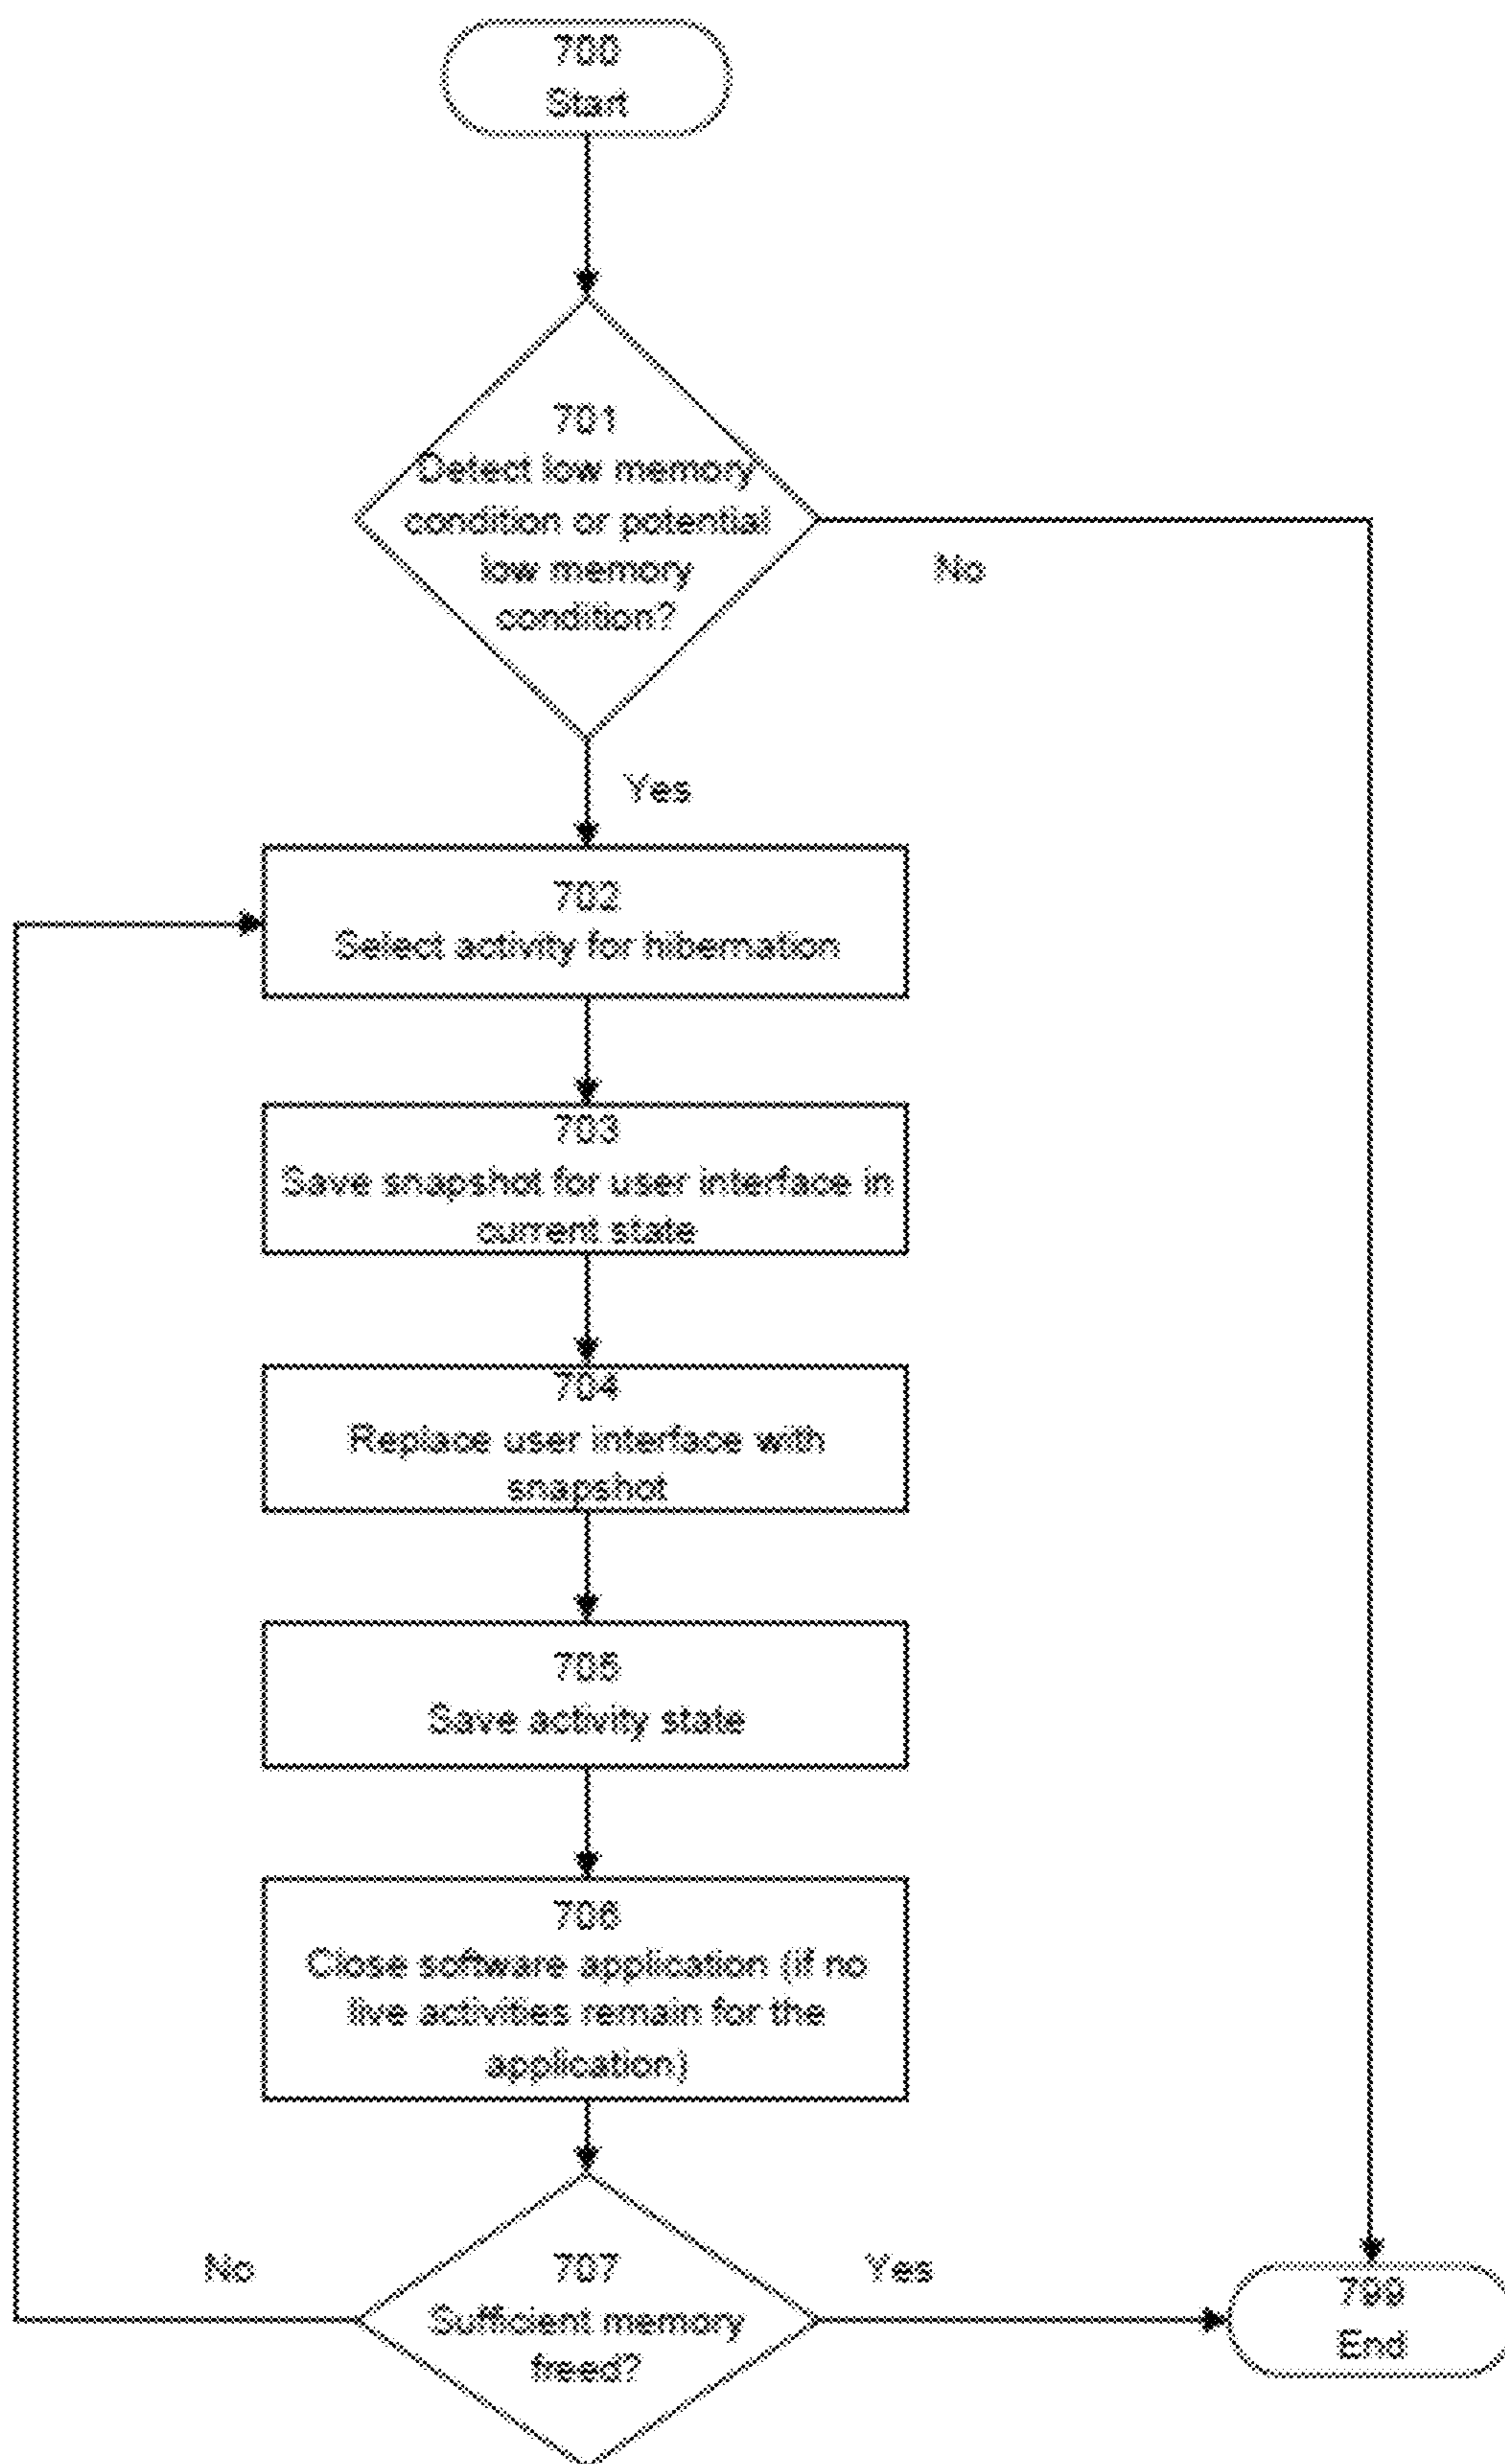 700
Start
701
Detect low memory
condition or potential
low memory
condition?
No
Yes
702
Select activity for hibernation
703
Save snapshot for user interface in
current state
704
Replace user interface with
snapshot
705
Save activity state
706
Close software application (if no
live activities remain for the
application)
No
707
Sufficient memory
freed?
Yes
799
End